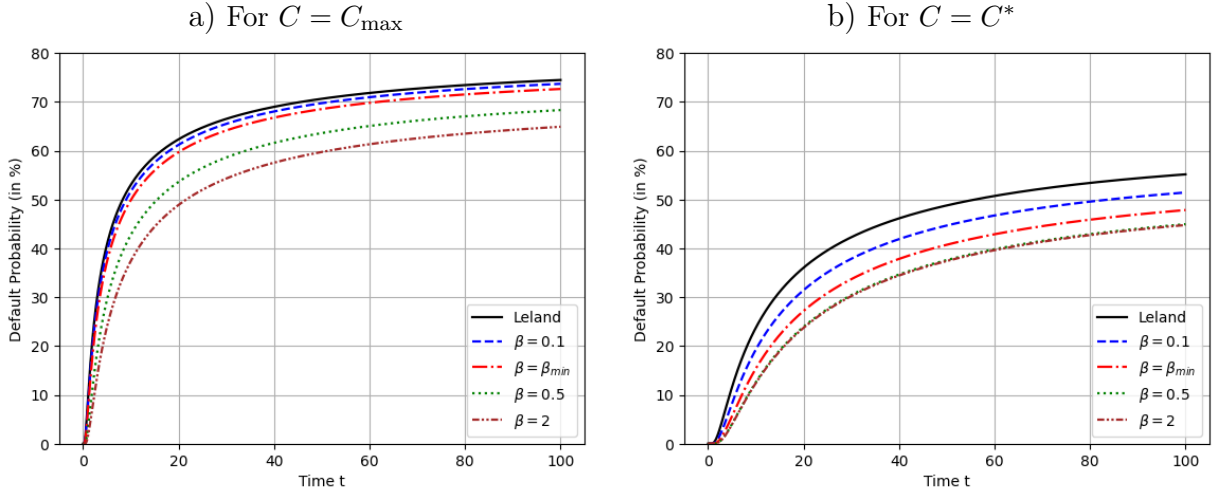 a) For C = C_max
80
70
60
50
40
30
20
10
0
Default Probability (in %)
0 20 40 60 80 100
Time t
Leland
β = 0.1
β = β_min
β = 0.5
β = 2
b) For C = C*
80
70
60
50
40
30
20
10
0
Default Probability (in %)
0 20 40 60 80 100
Time t
Leland
β = 0.1
β = β_min
β = 0.5
β = 2